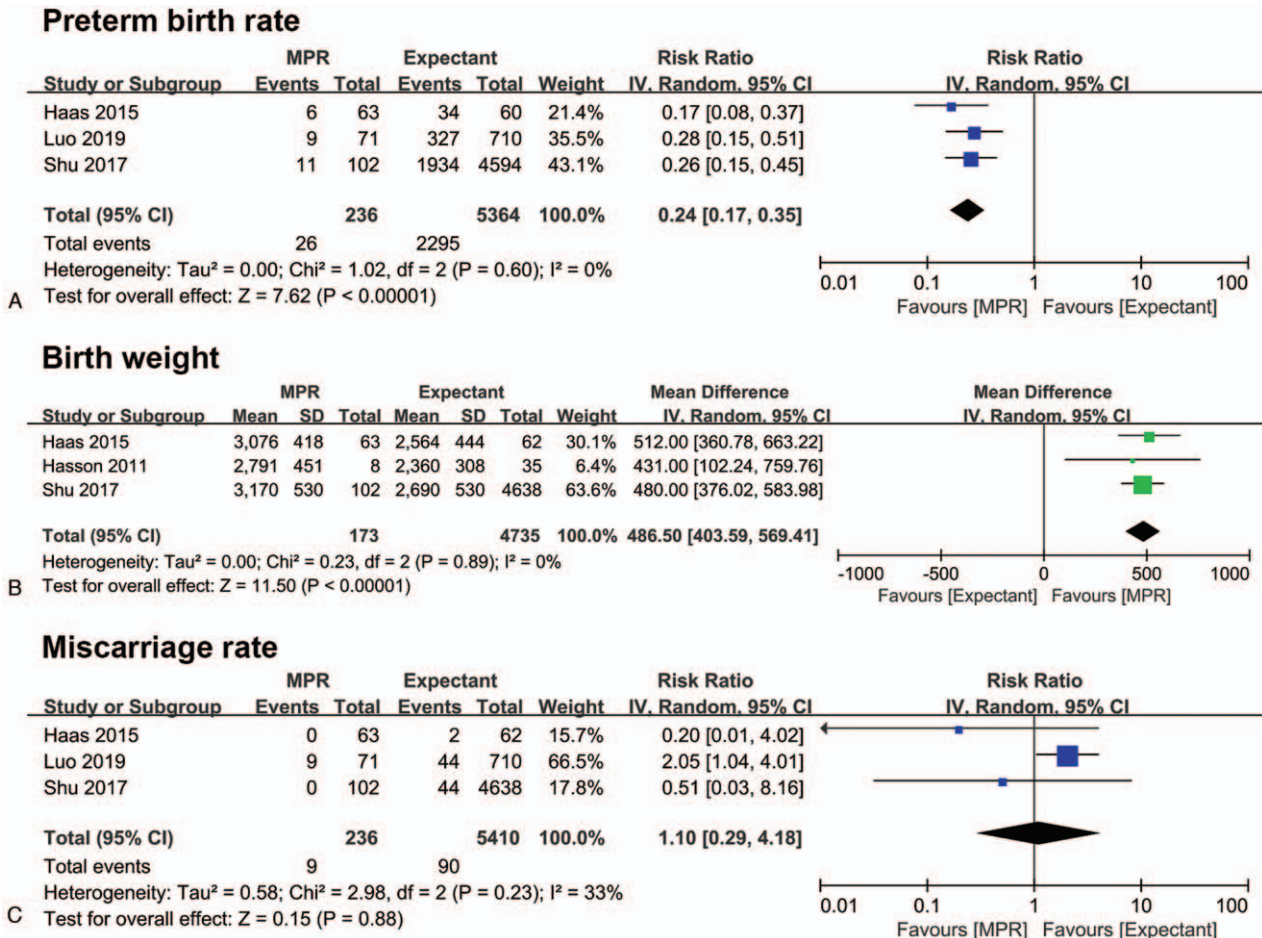 Preterm birth rate
MPR Expectant Risk Ratio Risk Ratio
Study or Subgroup Events Total Events Total Weight IV, Random, 95% CI IV, Random, 95% CI
Haas 2015 6 63 34 60 21.4% 0.17 [0.08, 0.37]
Luo 2019 9 71 327 710 35.5% 0.28 [0.15, 0.51]
Shu 2017 11 102 1934 4594 43.1% 0.26 [0.15, 0.45]
Total (95% CI) 236 5364 100.0% 0.24 [0.17, 0.35]
Total events 26 2295
Heterogeneity: Tau² = 0.00; Chi² = 1.02, df = 2 (P = 0.60); I² = 0%
0.01 0.1 1 10 100
A Test for overall effect: Z = 7.62 (P < 0.00001)
Favours [MPR] Favours [Expectant]
Birth weight
MPR Expectant Mean Difference Mean Difference
Study or Subgroup Mean SD Total Mean SD Total Weight IV, Random, 95% CI IV, Random, 95% CI
Haas 2015 3,076 418 63 2,564 444 62 30.1% 512.00 [360.78, 663.22]
Hasson 2011 2,791 451 8 2,360 308 35 6.4% 431.00 [102.24, 759.76]
Shu 2017 3,170 530 102 2,690 530 4638 63.6% 480.00 [376.02, 583.98]
Total (95% CI) 173 4735 100.0% 486.50 [403.59, 569.41]
Heterogeneity: Tau² = 0.00; Chi² = 0.23, df = 2 (P = 0.89); I² = 0%
-1000 -500 0 500 1000
B Test for overall effect: Z = 11.50 (P < 0.00001)
Favours [Expectant] Favours [MPR]
Miscarriage rate
MPR Expectant Risk Ratio Risk Ratio
Study or Subgroup Events Total Events Total Weight IV, Random, 95% CI IV, Random, 95% CI
Haas 2015 0 63 2 62 15.7% 0.20 [0.01, 4.02]
Luo 2019 9 71 44 710 66.5% 2.05 [1.04, 4.01]
Shu 2017 0 102 44 4638 17.8% 0.51 [0.03, 8.16]
Total (95% CI) 236 5410 100.0% 1.10 [0.29, 4.18]
Total events 9 90
Heterogeneity: Tau² = 0.58; Chi² = 2.98, df = 2 (P = 0.23); I² = 33%
0.01 0.1 1 10 100
C Test for overall effect: Z = 0.15 (P = 0.88)
Favours [MPR] Favours [Expectant]